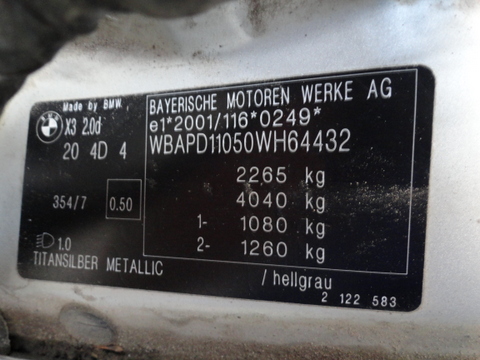 Made by BMW.
X3 2.0d
20 4D 4
354/7 0.50
1.0
TITANSILBER METALLIC
BAYERISCHE MOTOREN WERKE AG
e1*2001/116*0249*
WBAPD11050WH64432
2265 kg
4040 kg
1- 1080 kg
2- 1260 kg
/ hellgrau
2 122 583